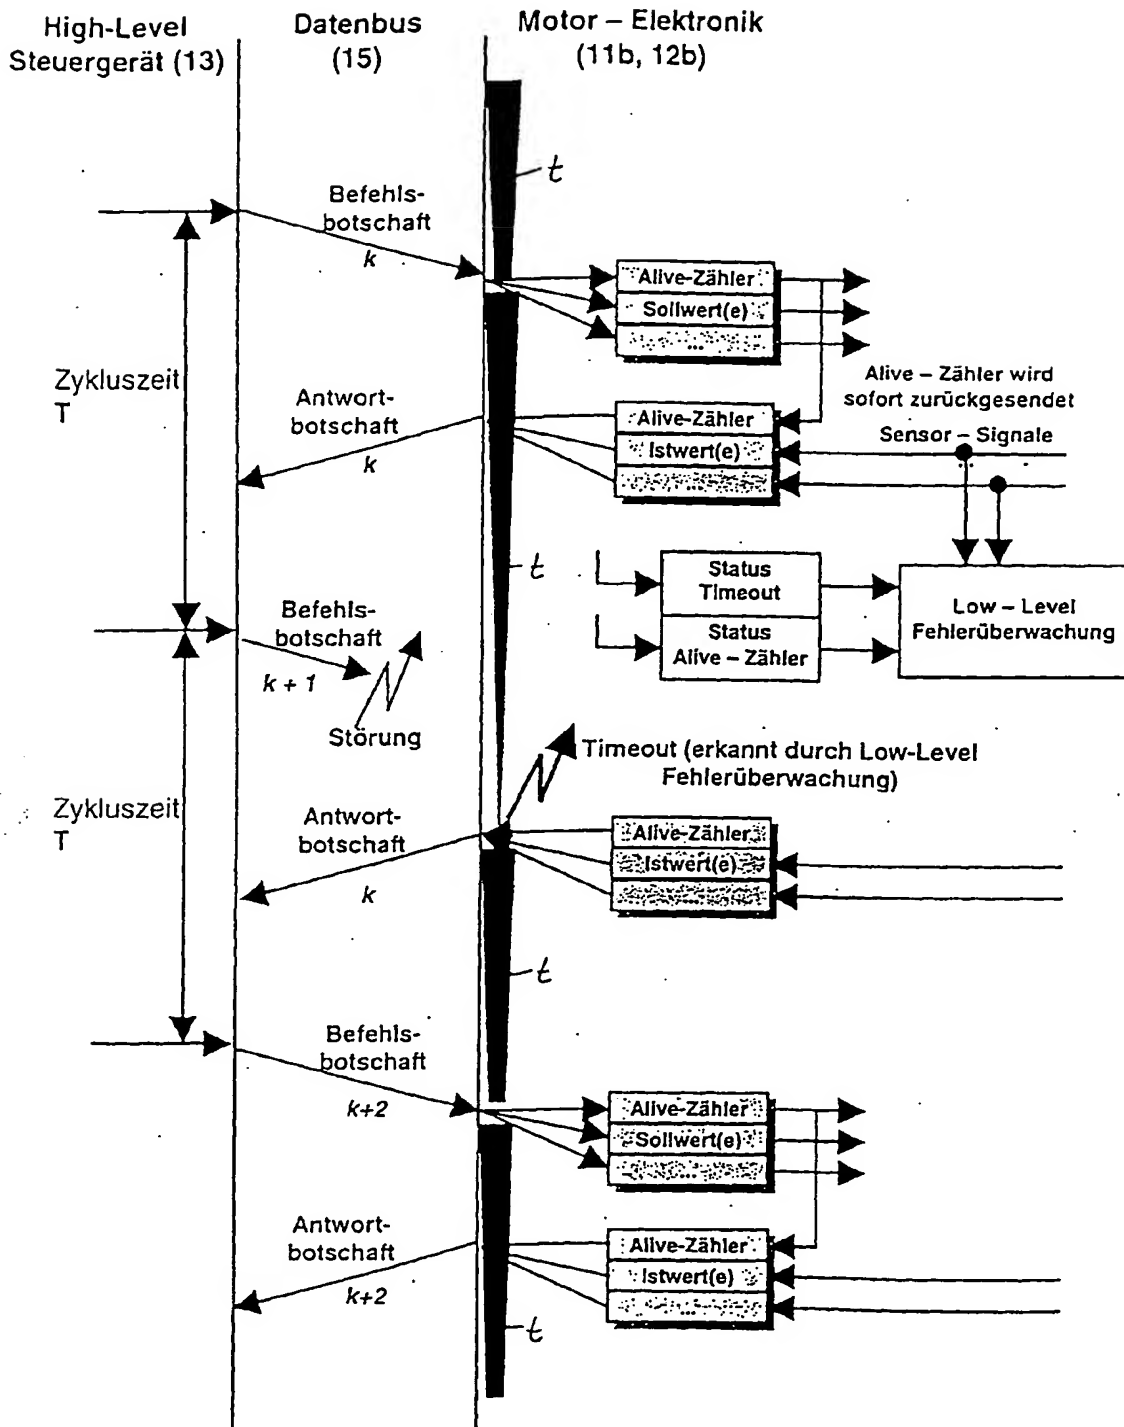 High-Level
Steuergerät (13)
Datenbus
(15)
Motor – Elektronik
(11b, 12b)
t
Befehls-
botschaft
k
Alive-Zähler
Sollwert(e)
...
Zykluszeit
T
Antwort-
botschaft
k
Alive-Zähler
Istwert(e)
...
Alive – Zähler wird
sofort zurückgesendet
Sensor – Signale
...
t
Status
Timeout
Status
Alive – Zähler
Low – Level
Fehlerüberwachung
Befehls-
botschaft
k + 1
Störung
Timeout (erkannt durch Low-Level
Fehlerüberwachung)
Zykluszeit
T
Antwort-
botschaft
k
Alive-Zähler
Istwert(e)
...
t
Befehls-
botschaft
k+2
Alive-Zähler
Sollwert(e)
...
Antwort-
botschaft
k+2
Alive-Zähler
Istwert(e)
...
t